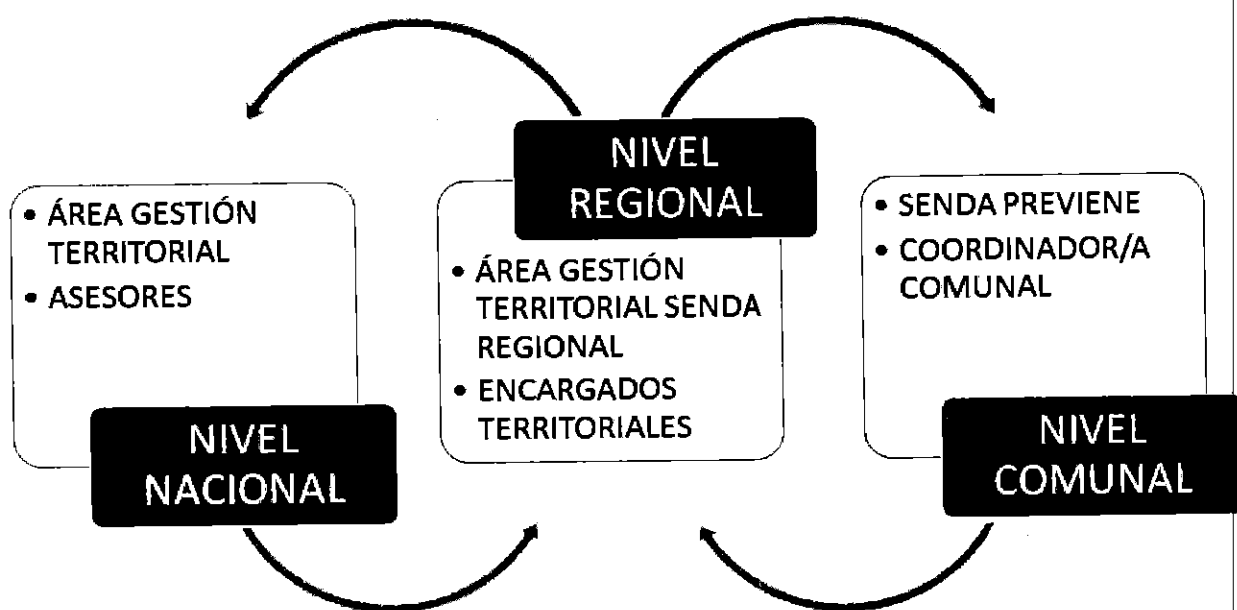 • ÁREA GESTIÓN
TERRITORIAL
• ASESORES
NIVEL
NACIONAL
NIVEL
REGIONAL
• ÁREA GESTIÓN
TERRITORIAL SENDA
REGIONAL
• ENCARGADOS
TERRITORIALES
• SENDA PREVIENE
• COORDINADOR/A
COMUNAL
NIVEL
COMUNAL